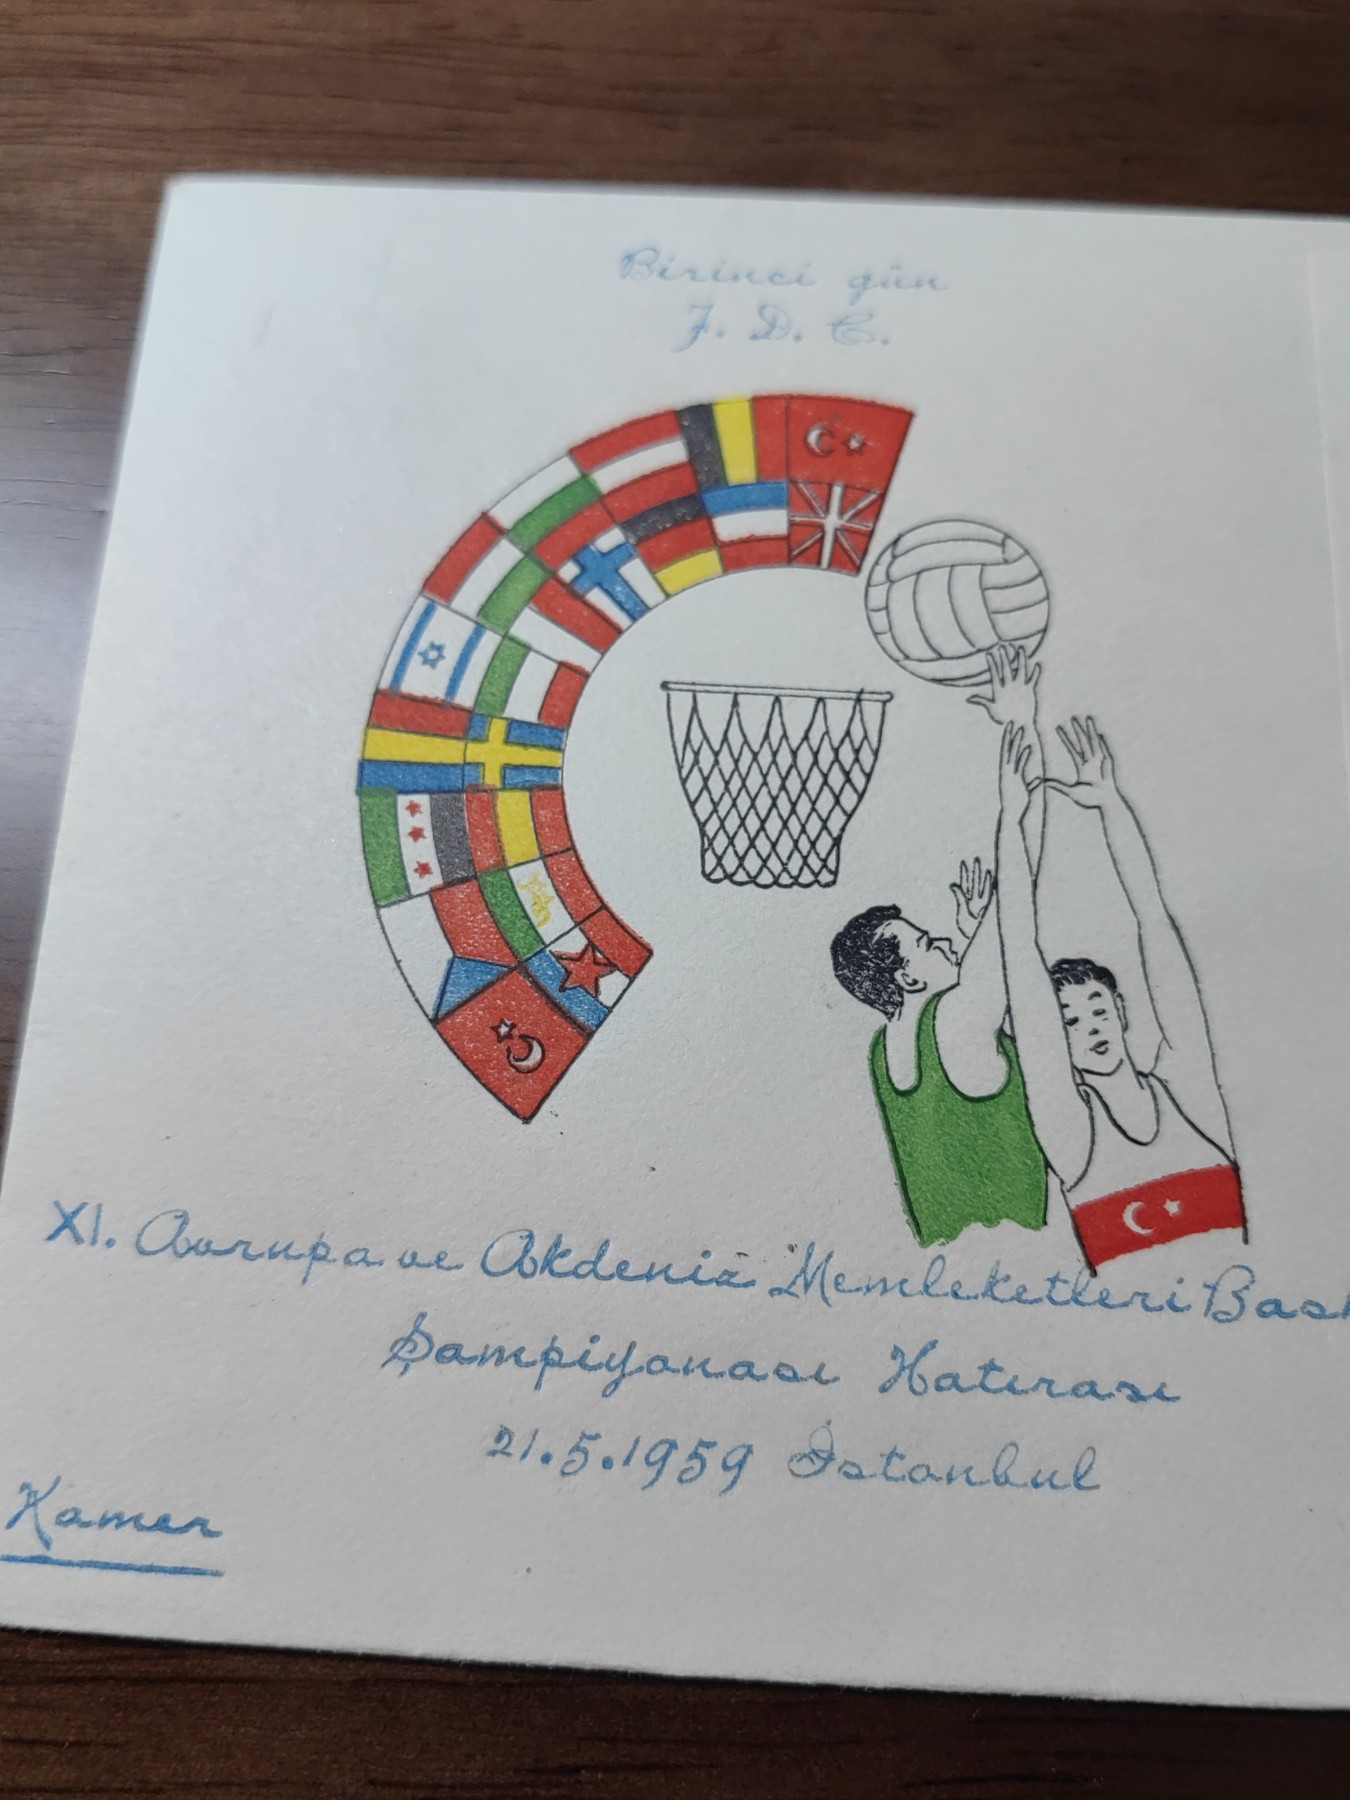 Birinci gün
F. D. C.
XI. Avrupa ve Akdeniz Memleketleri Bask
Şampiyonası Hatırası
21.5.1959 İstanbul
Kamer